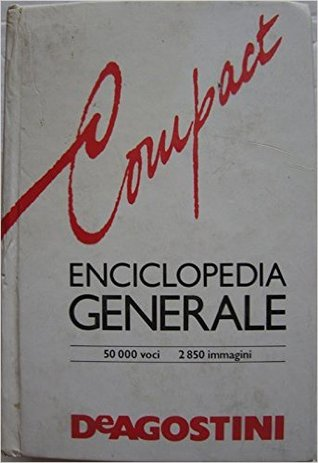 Compact
ENCICLOPEDIA
GENERALE
50 000 voci 2 850 immagini
DeAGOSTINI